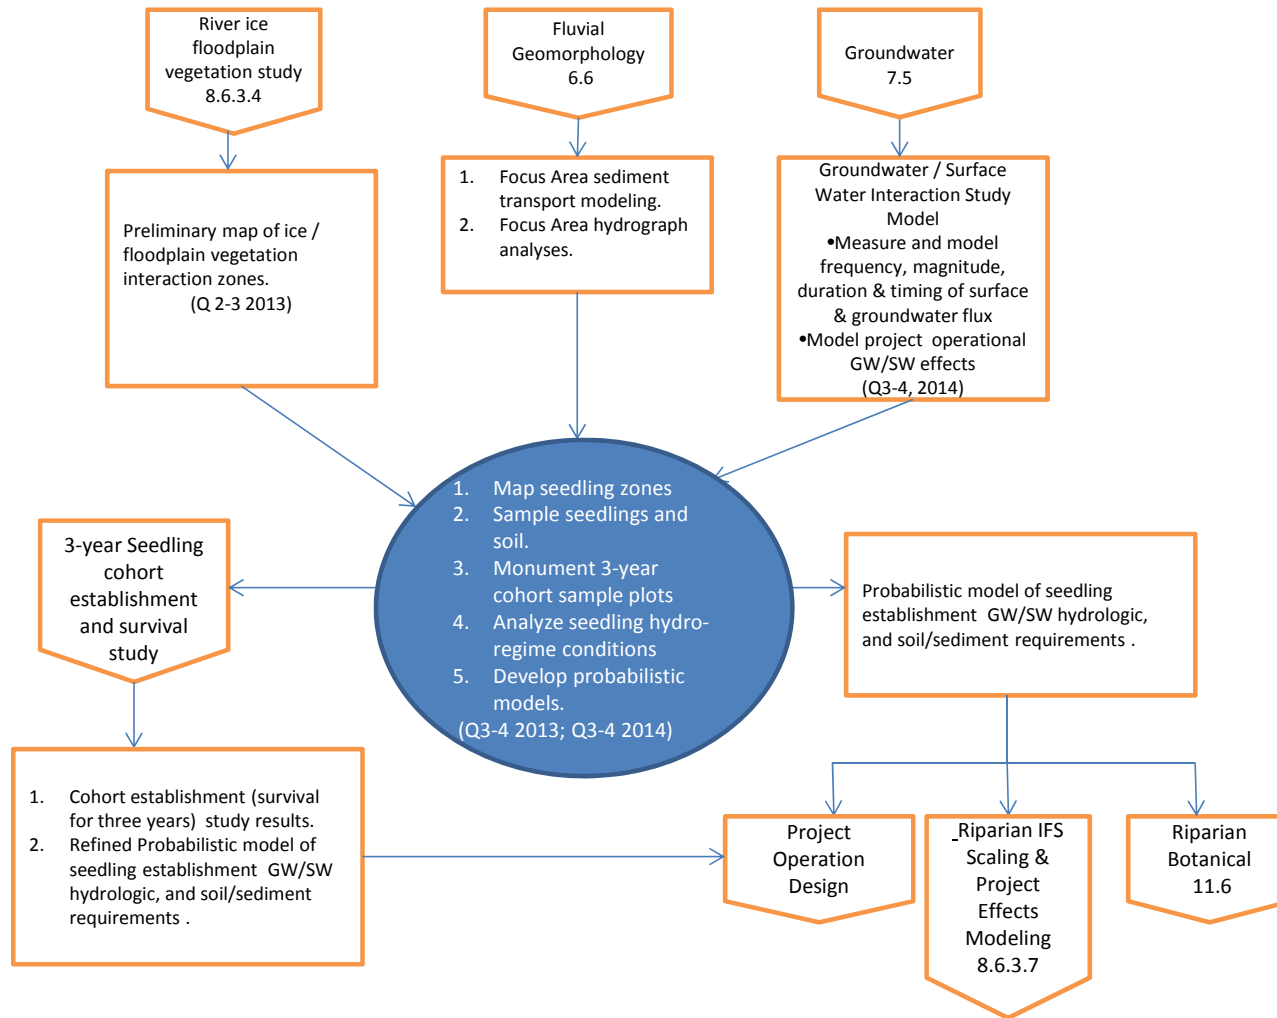 River ice
floodplain
vegetation study
8.6.3.4
Fluvial
Geomorphology
6.6
Groundwater
7.5
Preliminary map of ice /
floodplain vegetation
interaction zones.
(Q 2-3 2013)
1. Focus Area sediment
transport modeling.
2. Focus Area hydrograph
analyses.
Groundwater / Surface
Water Interaction Study
Model
•Measure and model
frequency, magnitude,
duration & timing of surface
& groundwater flux
•Model project operational
GW/SW effects
(Q3-4, 2014)
1. Map seedling zones
2. Sample seedlings and
soil.
3. Monument 3-year
cohort sample plots
4. Analyze seedling hydro-
regime conditions
5. Develop probabilistic
models.
(Q3-4 2013; Q3-4 2014)
3-year Seedling
cohort
establishment
and survival
study
Probabilistic model of seedling
establishment GW/SW hydrologic,
and soil/sediment requirements .
1. Cohort establishment (survival
for three years) study results.
2. Refined Probabilistic model of
seedling establishment GW/SW
hydrologic, and soil/sediment
requirements .
Project
Operation
Design
_Riparian IFS
Scaling &
Project
Effects
Modeling
8.6.3.7
Riparian
Botanical
11.6